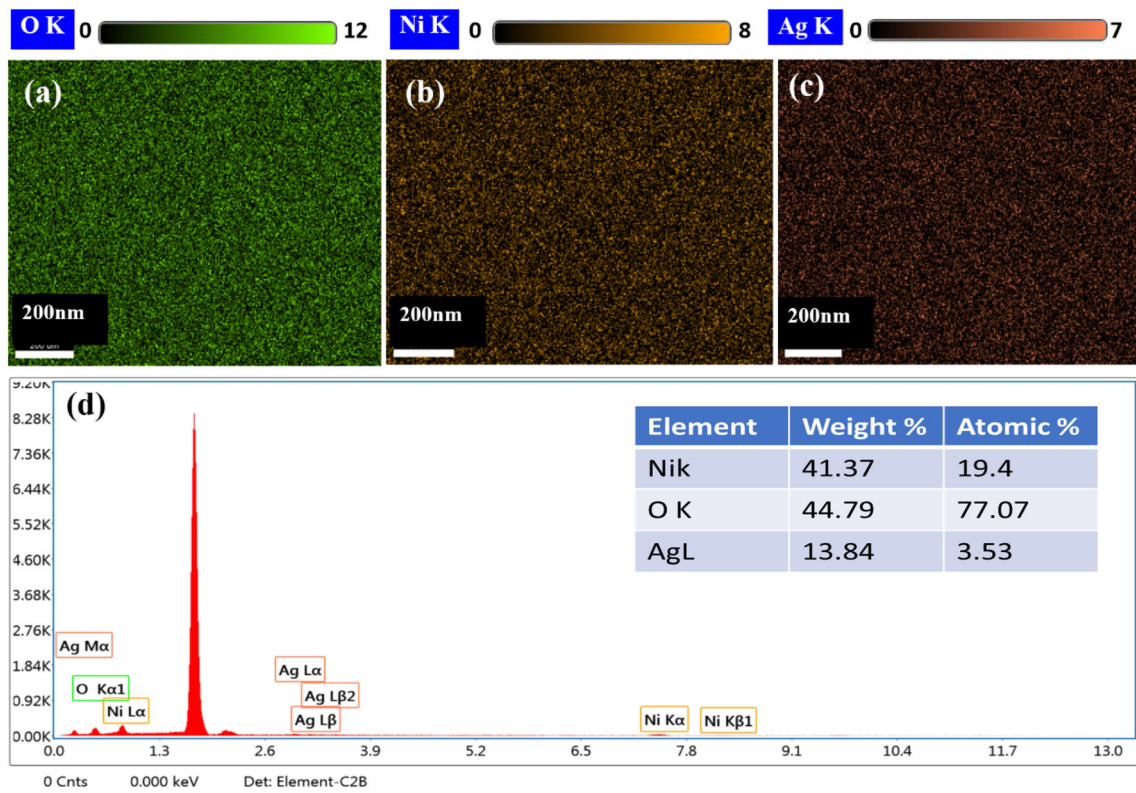 O K 0 12 Ni K 0 8 Ag K 0 7
(a) (b) (c)
200nm 200nm 200nm
(d)
9.20K
8.28K
7.36K
6.44K
5.52K
4.60K
3.68K
2.76K
1.84K
0.92K
0.00K
Element Weight % Atomic %
Nik 41.37 19.4
O K 44.79 77.07
AgL 13.84 3.53
Ag Mα
O Kα1
Ni Lα
Ag Lα
Ag Lβ2
Ag Lβ
Ni Kα Ni Kβ1
0.0 1.3 2.6 3.9 5.2 6.5 7.8 9.1 10.4 11.7 13.0
0 Cnts 0.000 keV Det: Element-C2B